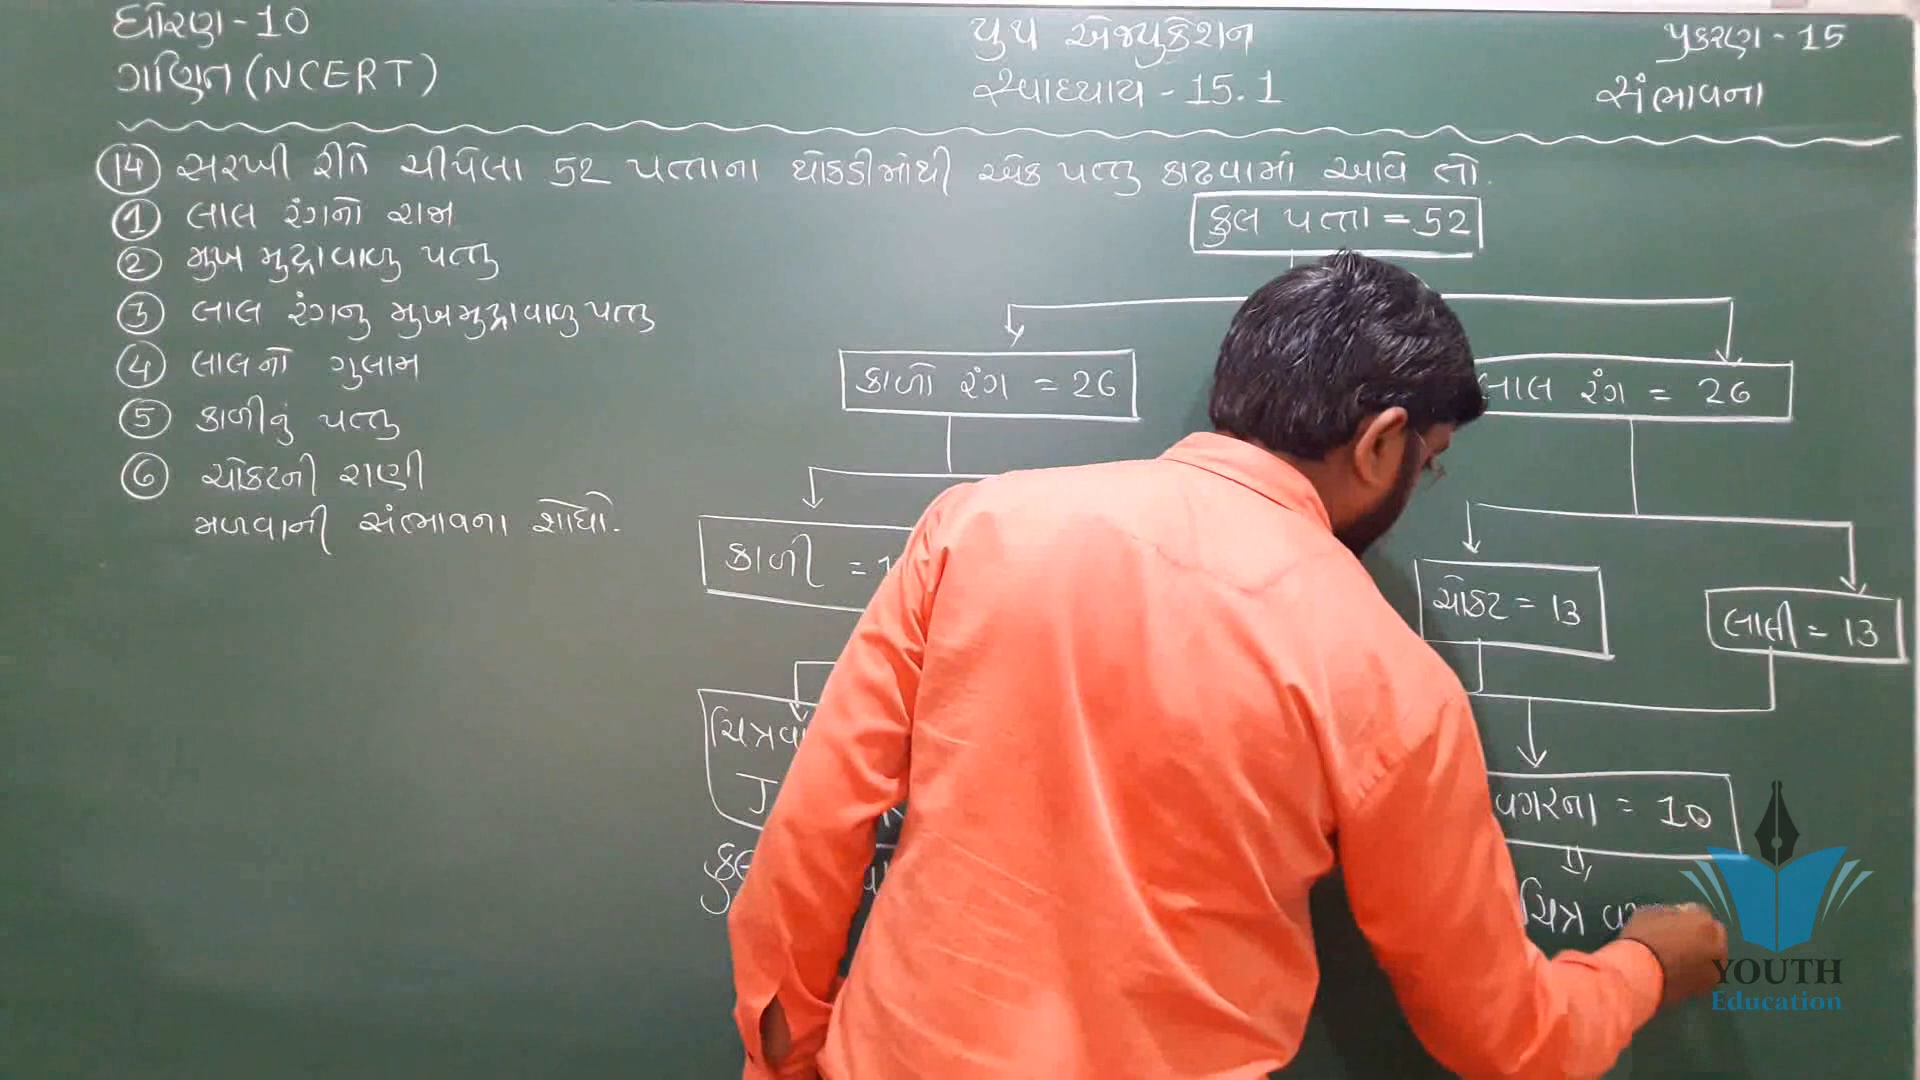 ધોરણ - 10
ગણિત (NCERT)
યુથ એજ્યુકેશન
સ્વાધ્યાય - 15.1
પ્રકરણ - 15
સંભાવના
14 સરખી રીતે ચીપેલા 52 પત્તાના થોકડીમાંથી એક પત્તુ કાઢવામાં આવે તો.
1 લાલ રંગનો રાજા
2 મુખ મુદ્રાવાળુ પત્તુ
3 લાલ રંગનુ મુખમુદ્રાવાળુ પત્તુ
4 લાલનો ગુલામ
5 કાળીનું પત્તુ
6 ચોકટની રાણી
મળવાની સંભાવના શોધો.
કુલ પત્તા = 52
કાળો રંગ = 26
લાલ રંગ = 26
કાળી = 1
ચોકટ = 13
લાલી = 13
ચિત્રવા
J
વગરના = 10
કુલ
ચિત્ર
YOUTH
Education